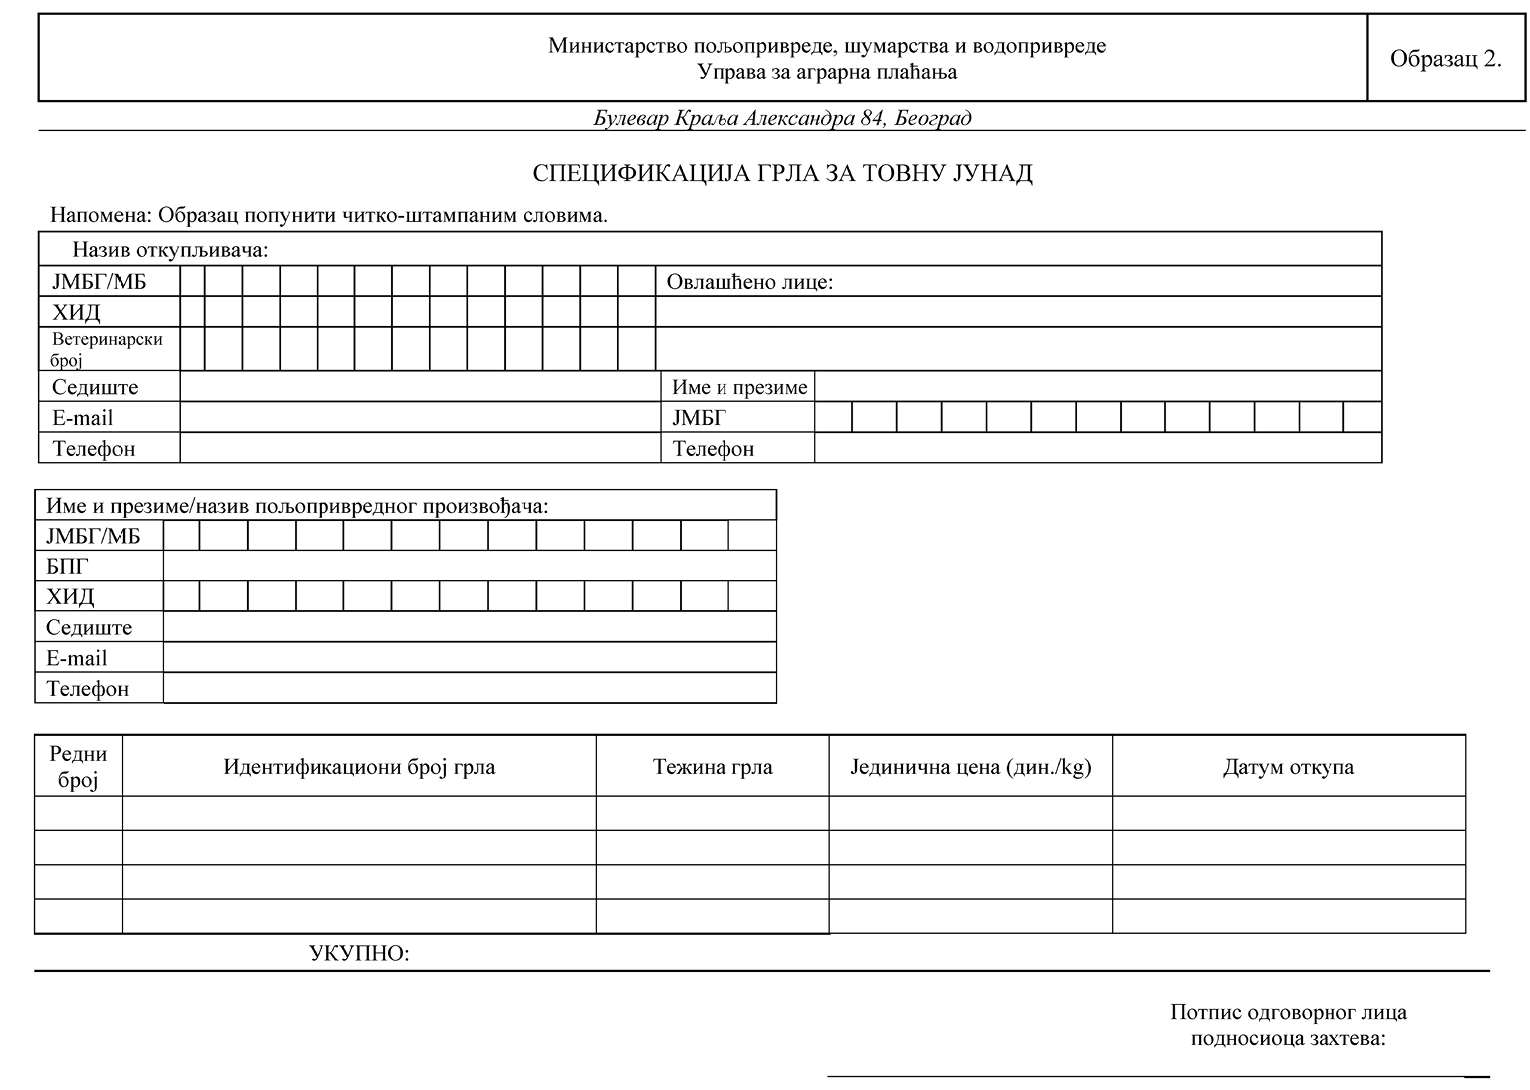 Министарство пољопривреде, шумарства и водопривреде
Управа за аграрна плаћања
Образац 2.
Булевар Краља Александра 84, Београд
СПЕЦИФИКАЦИЈА ГРЛА ЗА ТОВНУ ЈУНАД
Напомена: Образац попунити читко-штампаним словима.
Назив откупљивача:
ЈМБГ/МБ
Овлашћено лице:
ХИД
Ветеринарски
број
Седиште
Име и презиме
E-mail
ЈМБГ
Телефон
Телефон
Име и презиме/назив пољопривредног произвођача:
ЈМБГ/МБ
БПГ
ХИД
Седиште
E-mail
Телефон
Редни
број
Идентификациони број грла
Тежина грла
Јединична цена (дин./kg)
Датум откупа
УКУПНО:
Потпис одговорног лица
подносиоца захтева: